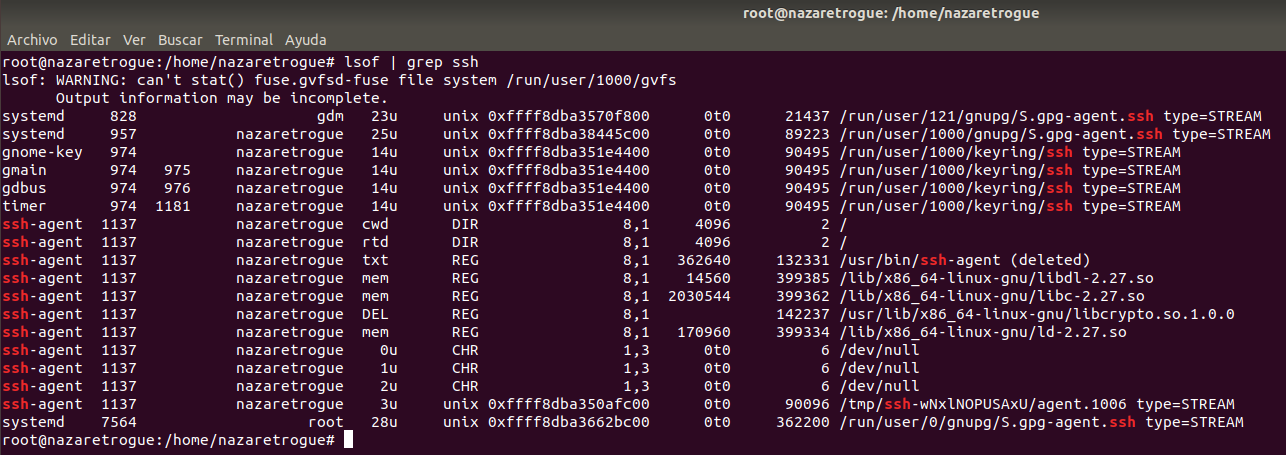 root@nazaretrogue: /home/nazaretrogue
Archivo Editar Ver Buscar Terminal Ayuda
root@nazaretrogue:/home/nazaretrogue# lsof | grep ssh
lsof: WARNING: can't stat() fuse.gvfsd-fuse file system /run/user/1000/gvfs
      Output information may be incomplete.
systemd     828                    gdm   23u     unix 0xffff8dba3570f800      0t0      21437 /run/user/121/gnupg/S.gpg-agent.ssh type=STREAM
systemd     957           nazaretrogue   25u     unix 0xffff8dba38445c00      0t0      89223 /run/user/1000/gnupg/S.gpg-agent.ssh type=STREAM
gnome-key   974           nazaretrogue   14u     unix 0xffff8dba351e4400      0t0      90495 /run/user/1000/keyring/ssh type=STREAM
gmain       974   975     nazaretrogue   14u     unix 0xffff8dba351e4400      0t0      90495 /run/user/1000/keyring/ssh type=STREAM
gdbus       974   976     nazaretrogue   14u     unix 0xffff8dba351e4400      0t0      90495 /run/user/1000/keyring/ssh type=STREAM
timer       974  1181     nazaretrogue   14u     unix 0xffff8dba351e4400      0t0      90495 /run/user/1000/keyring/ssh type=STREAM
ssh-agent  1137           nazaretrogue  cwd       DIR                8,1     4096          2 /
ssh-agent  1137           nazaretrogue  rtd       DIR                8,1     4096          2 /
ssh-agent  1137           nazaretrogue  txt       REG                8,1   362640     132331 /usr/bin/ssh-agent (deleted)
ssh-agent  1137           nazaretrogue  mem       REG                8,1    14560     399385 /lib/x86_64-linux-gnu/libdl-2.27.so
ssh-agent  1137           nazaretrogue  mem       REG                8,1  2030544     399362 /lib/x86_64-linux-gnu/libc-2.27.so
ssh-agent  1137           nazaretrogue  DEL       REG                8,1              142237 /usr/lib/x86_64-linux-gnu/libcrypto.so.1.0.0
ssh-agent  1137           nazaretrogue  mem       REG                8,1   170960     399334 /lib/x86_64-linux-gnu/ld-2.27.so
ssh-agent  1137           nazaretrogue    0u      CHR                1,3      0t0          6 /dev/null
ssh-agent  1137           nazaretrogue    1u      CHR                1,3      0t0          6 /dev/null
ssh-agent  1137           nazaretrogue    2u      CHR                1,3      0t0          6 /dev/null
ssh-agent  1137           nazaretrogue    3u     unix 0xffff8dba350afc00      0t0      90096 /tmp/ssh-wNxlNOPUSAxU/agent.1006 type=STREAM
systemd    7564                   root   28u     unix 0xffff8dba3662bc00      0t0     362200 /run/user/0/gnupg/S.gpg-agent.ssh type=STREAM
root@nazaretrogue:/home/nazaretrogue#